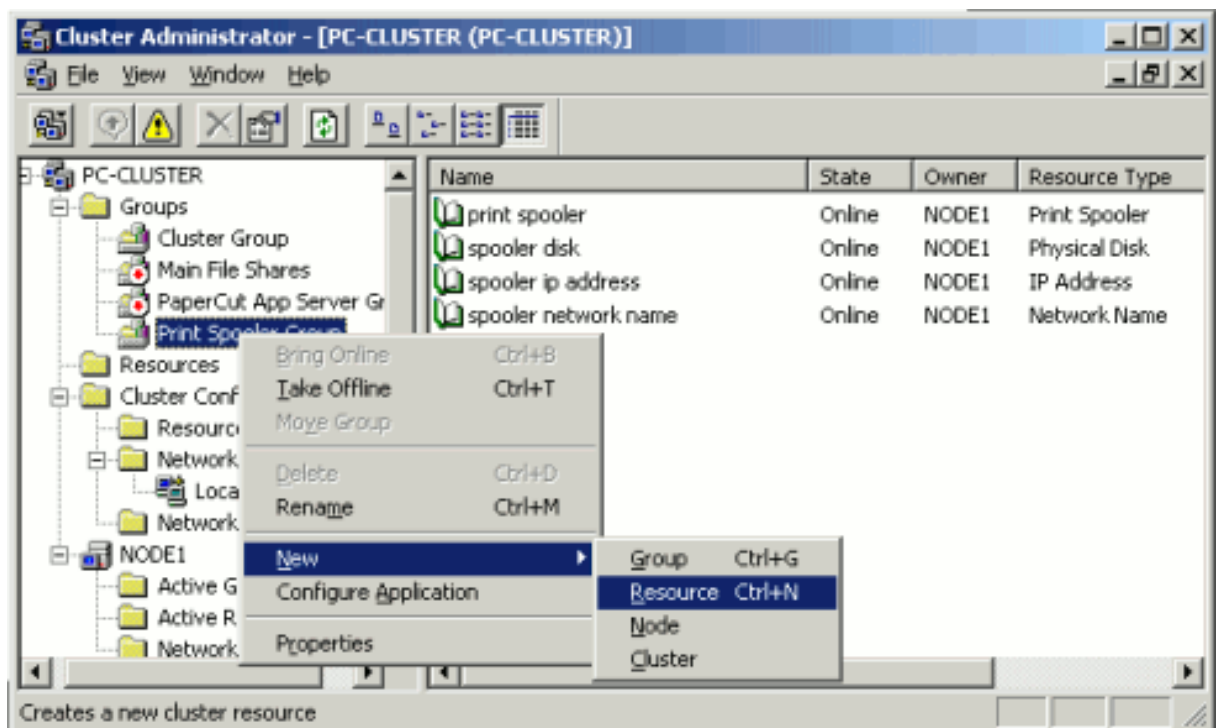 Cluster Administrator - [PC-CLUSTER (PC-CLUSTER)]
File View Window Help
PC-CLUSTER
Groups
Cluster Group
Main File Shares
PaperCut App Server Gr
Print Spooler Group
Resources
Cluster Conf
Resourc
Network
Loca
Network
NODE1
Active G
Active R
Network
Name State Owner Resource Type
print spooler Online NODE1 Print Spooler
spooler disk Online NODE1 Physical Disk
spooler ip address Online NODE1 IP Address
spooler network name Online NODE1 Network Name
Bring Online Ctrl+B
Take Offline Ctrl+T
Move Group
Delete Ctrl+D
Rename Ctrl+M
New
Configure Application
Properties
Group Ctrl+G
Resource Ctrl+N
Node
Cluster
Creates a new cluster resource